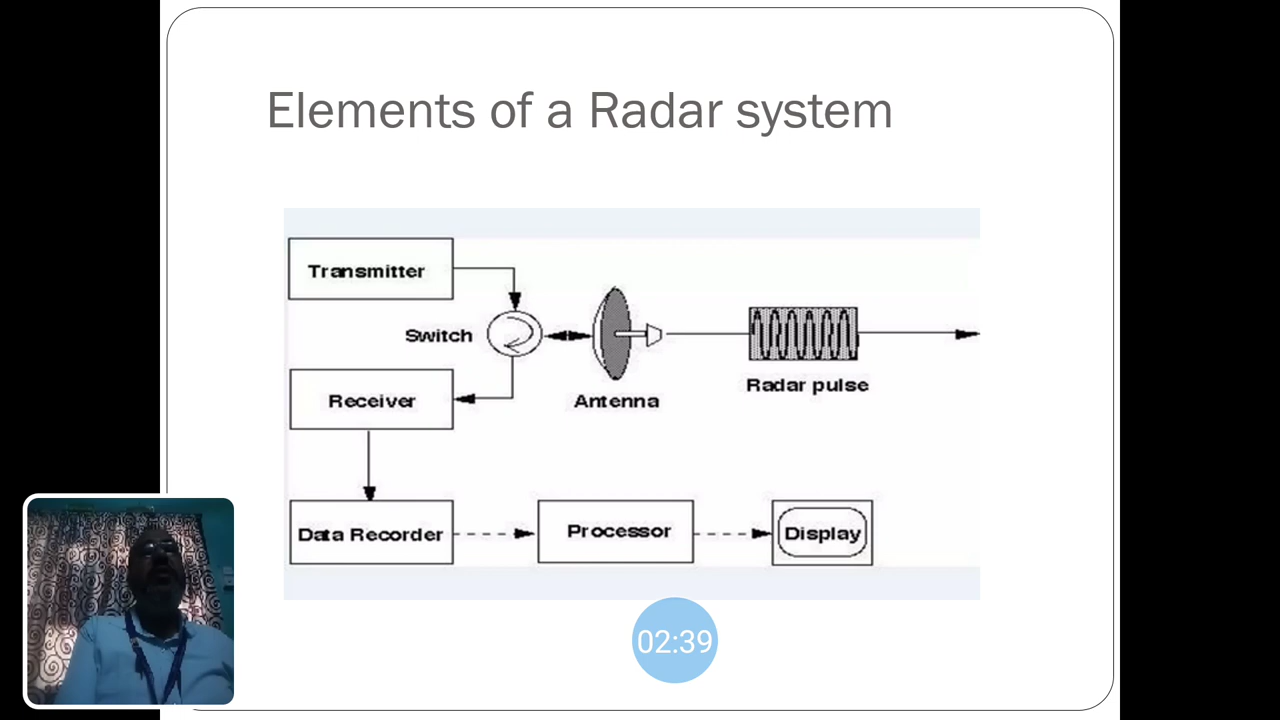 Elements of a Radar system
Transmitter
Switch
Receiver
Antenna
Radar pulse
Data Recorder
Processor
Display
02:39